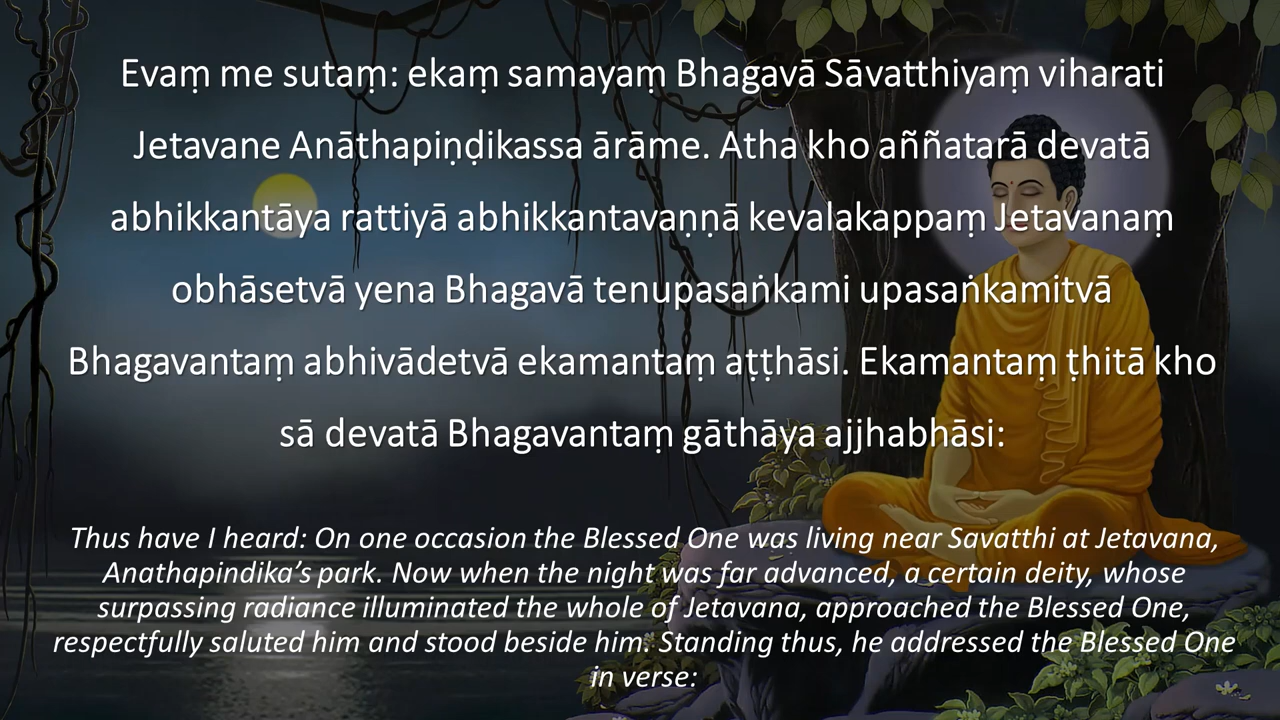 Evaṃ me sutaṃ: ekaṃ samayaṃ Bhagavā Sāvatthiyaṃ viharati
Jetavane Anāthapiṇḍikassa ārāme. Atha kho aññatarā devatā
abhikkantāya rattiyā abhikkantavaṇṇā kevalakappaṃ Jetavanaṃ
obhāsetvā yena Bhagavā tenupasaṅkami upasaṅkamitvā
Bhagavantaṃ abhivādetvā ekamantaṃ aṭṭhāsi. Ekamantaṃ ṭhitā kho
sā devatā Bhagavantaṃ gāthāya ajjhabhāsi:
Thus have I heard: On one occasion the Blessed One was living near Savatthi at Jetavana,
Anathapindika’s park. Now when the night was far advanced, a certain deity, whose
surpassing radiance illuminated the whole of Jetavana, approached the Blessed One,
respectfully saluted him and stood beside him. Standing thus, he addressed the Blessed One
in verse: